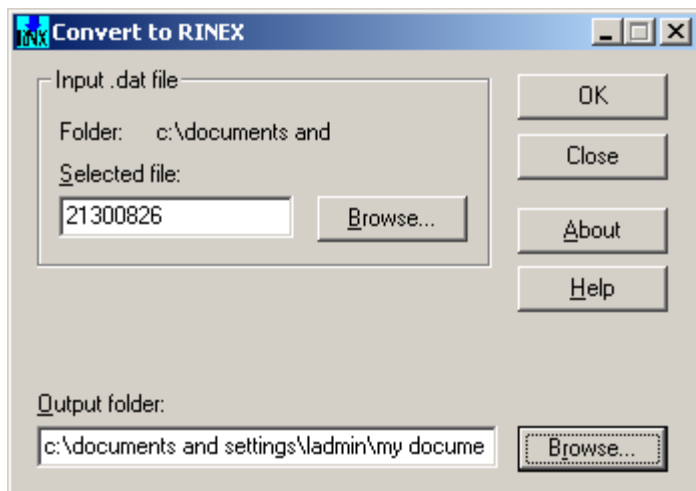 Convert to RINEX
Input .dat file
Folder: c:\documents and
Selected file:
21300826
Browse...
OK
Close
About
Help
Output folder:
c:\documents and settings\ladmin\my docume
Browse...